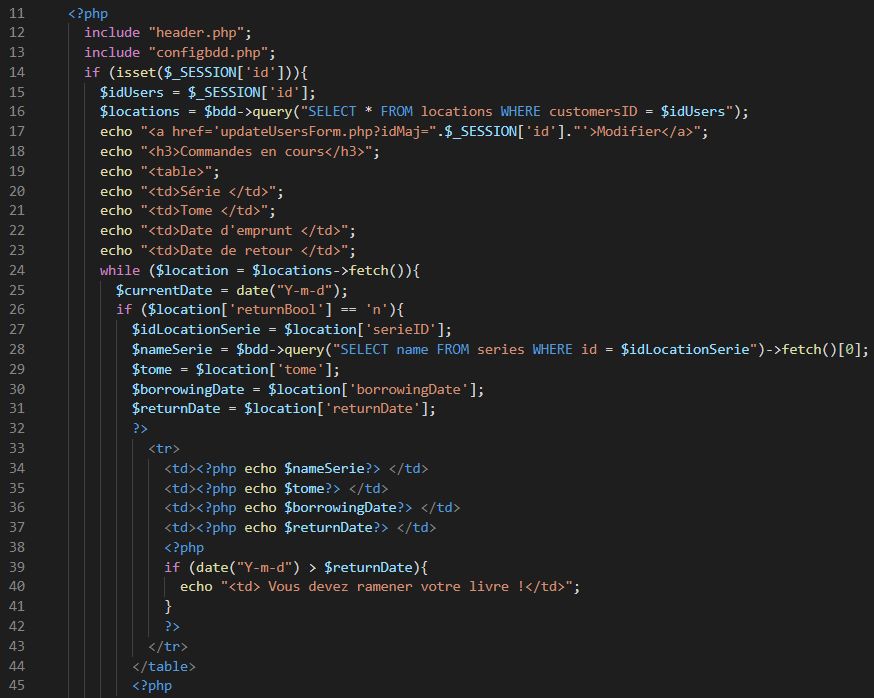 11 <?php
12 include "header.php";
13 include "configbdd.php";
14 if (isset($_SESSION['id'])){
15 $idUsers = $_SESSION['id'];
16 $locations = $bdd->query("SELECT * FROM locations WHERE customersID = $idUsers");
17 echo "<a href='updateUsersForm.php?idMaj=".$_SESSION['id']."'>Modifier</a>";
18 echo "<h3>Commandes en cours</h3>";
19 echo "<table>";
20 echo "<td>Série </td>";
21 echo "<td>Tome </td>";
22 echo "<td>Date d'emprunt </td>";
23 echo "<td>Date de retour </td>";
24 while ($location = $locations->fetch()){
25 $currentDate = date("Y-m-d");
26 if ($location['returnBool'] == 'n'){
27 $idLocationSerie = $location['serieID'];
28 $nameSerie = $bdd->query("SELECT name FROM series WHERE id = $idLocationSerie")->fetch()[0];
29 $tome = $location['tome'];
30 $borrowingDate = $location['borrowingDate'];
31 $returnDate = $location['returnDate'];
32 ?>
33 <tr>
34 <td><?php echo $nameSerie?> </td>
35 <td><?php echo $tome?> </td>
36 <td><?php echo $borrowingDate?> </td>
37 <td><?php echo $returnDate?> </td>
38 <?php
39 if (date("Y-m-d") > $returnDate){
40 echo "<td> Vous devez ramener votre livre !</td>";
41 }
42 ?>
43 </tr>
44 </table>
45 <?php